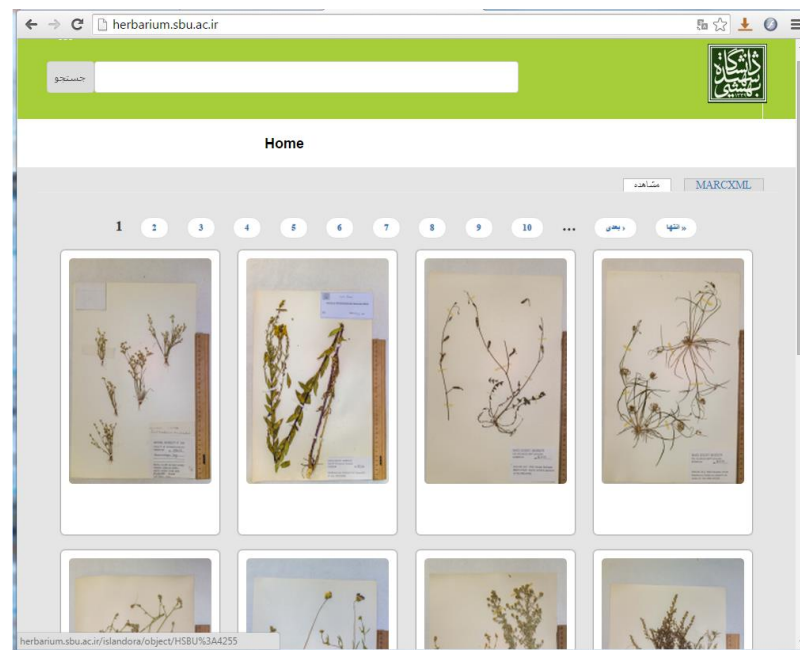 herbarium.sbu.ac.ir
جستجو
دانشگاه
شهید
بهشتی
Home
مشاهده
MARCXML
1 2 3 4 5 6 7 8 9 10 ... بعدی › انتها »
herbarium.sbu.ac.ir/islandora/object/HSBU%3A4255